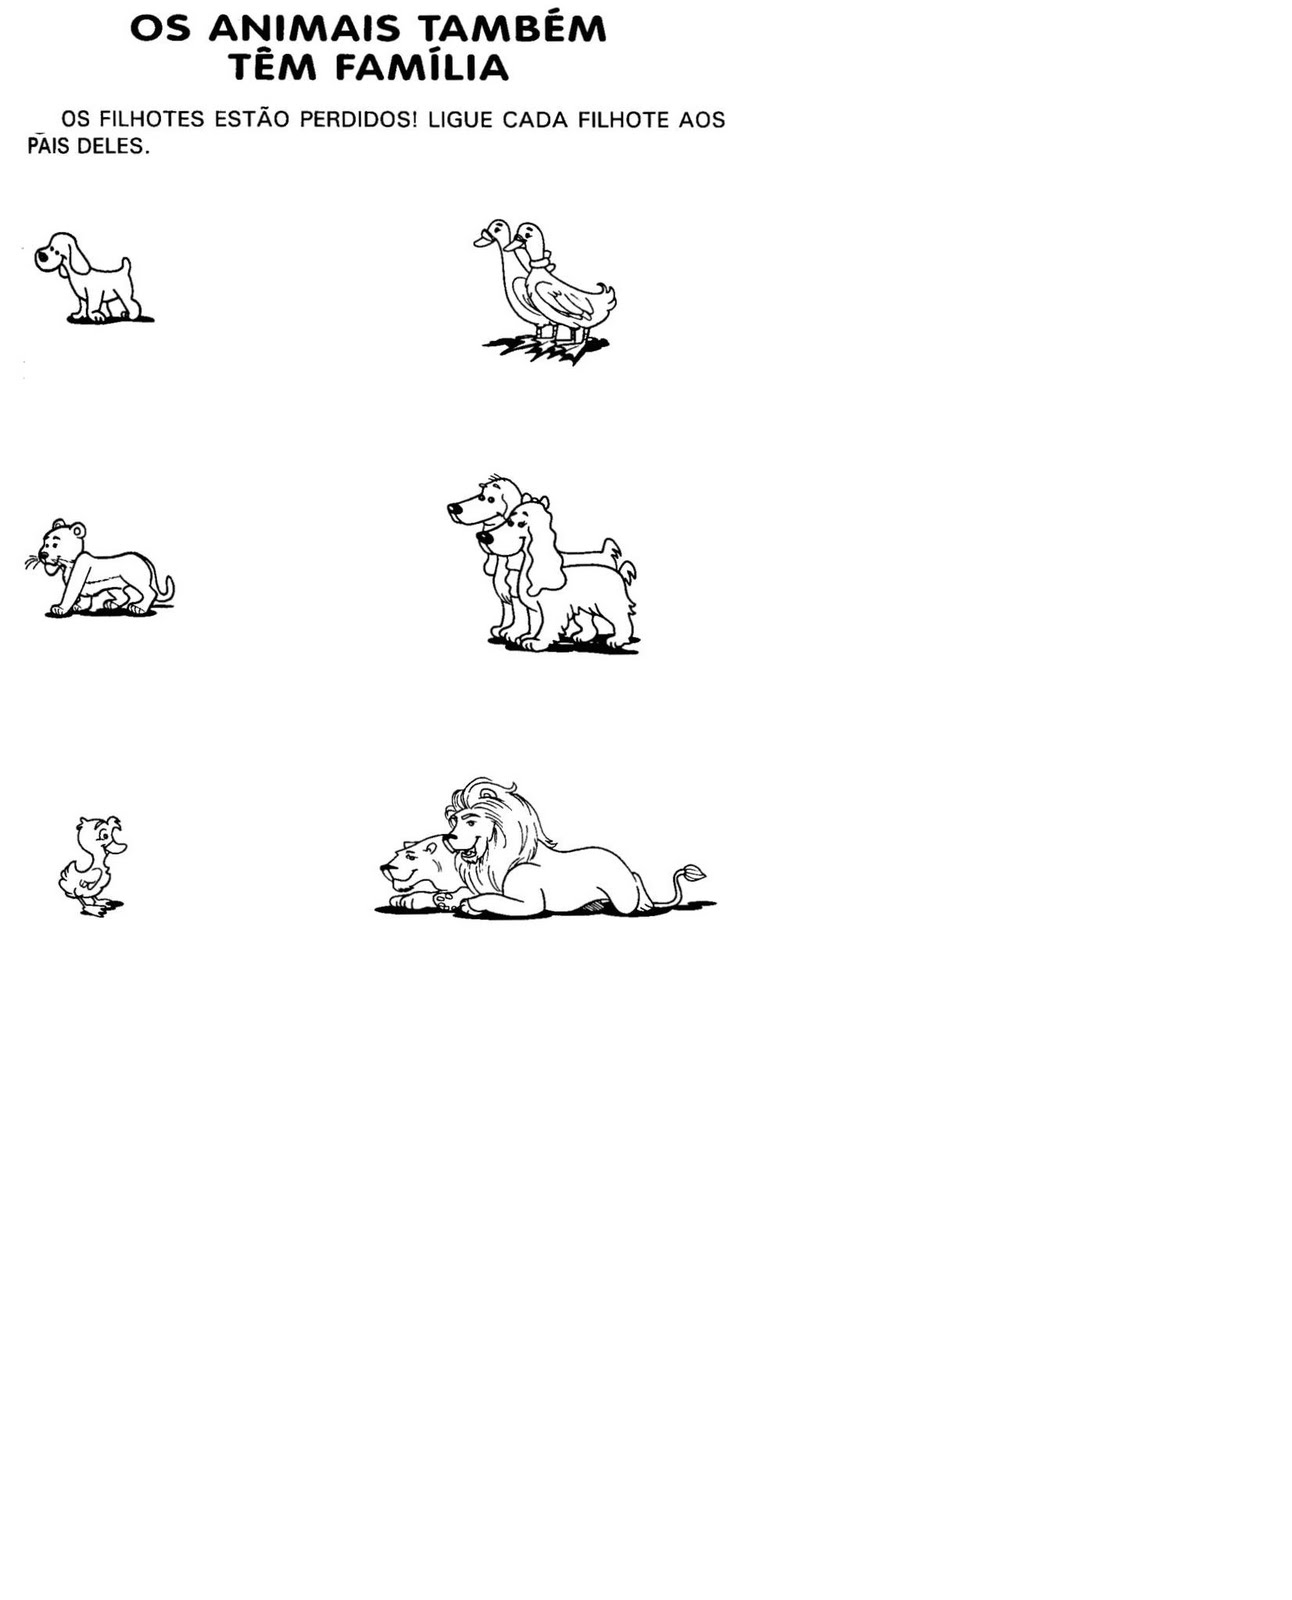 OS ANIMAIS TAMBÉM
TÊM FAMÍLIA
OS FILHOTES ESTÃO PERDIDOS! LIGUE CADA FILHOTE AOS
PAIS DELES.